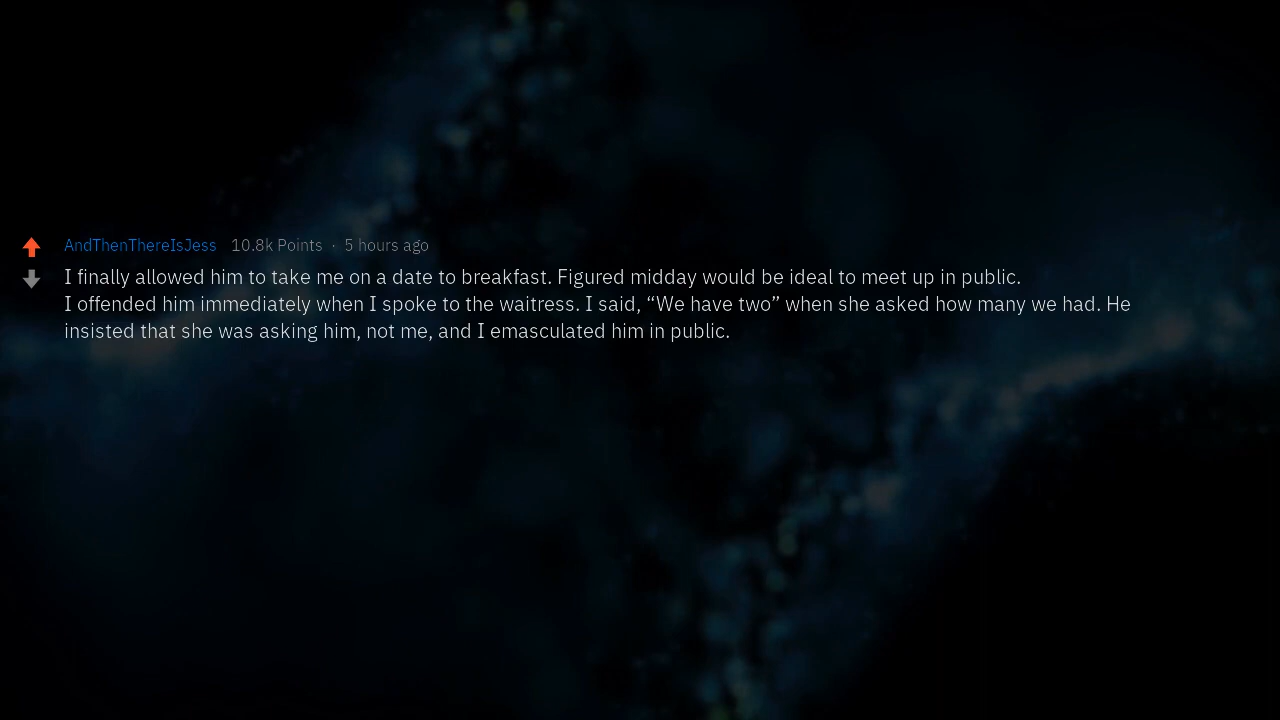 AndThenThereIsJess 10.8k Points · 5 hours ago
I finally allowed him to take me on a date to breakfast. Figured midday would be ideal to meet up in public.
I offended him immediately when I spoke to the waitress. I said, “We have two” when she asked how many we had. He
insisted that she was asking him, not me, and I emasculated him in public.